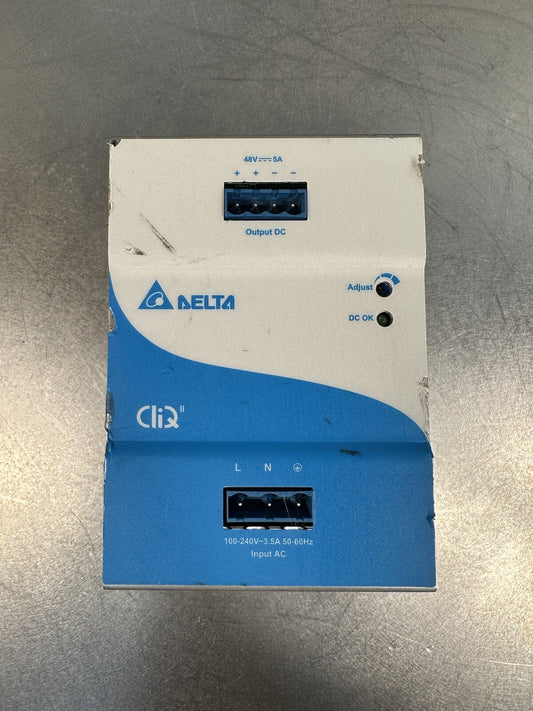 48V⎓5A
+ + − −
Output DC
Adjust
DELTA
DC OK
CliQ II
L N ⏚
100-240V~3.5A 50-60Hz
Input AC